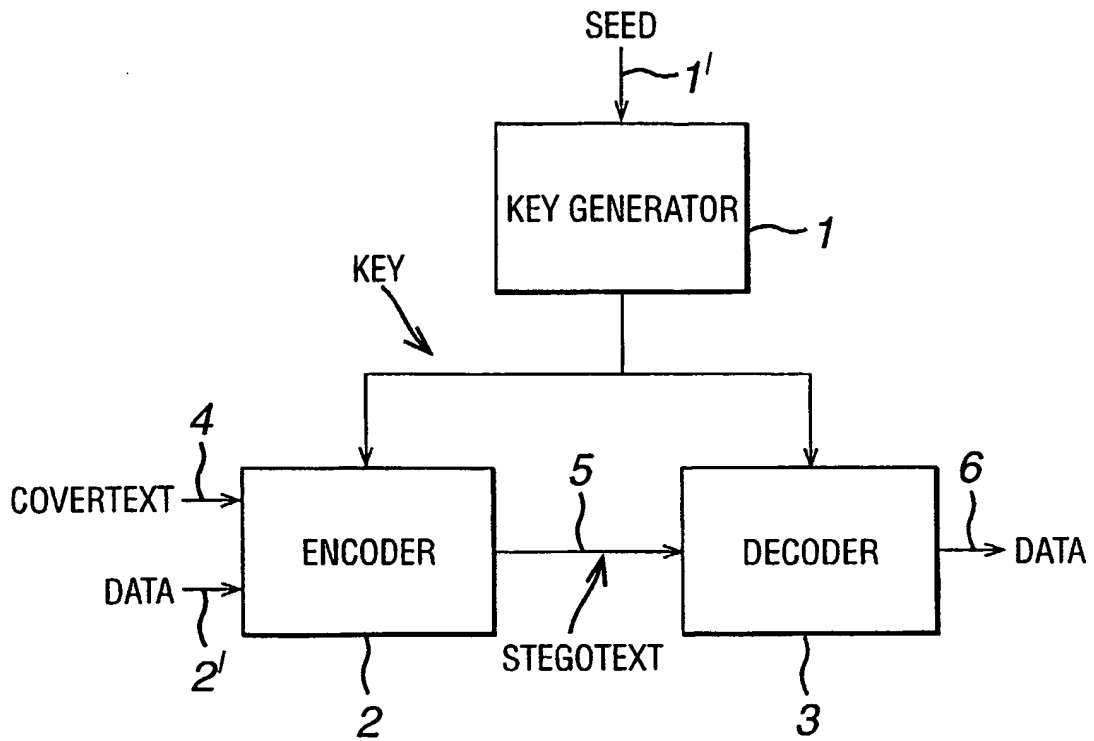 SEED
1'
KEY GENERATOR
1
KEY
4
COVERTEXT
5
6
ENCODER
DECODER
DATA
DATA
2'
STEGOTEXT
2
3